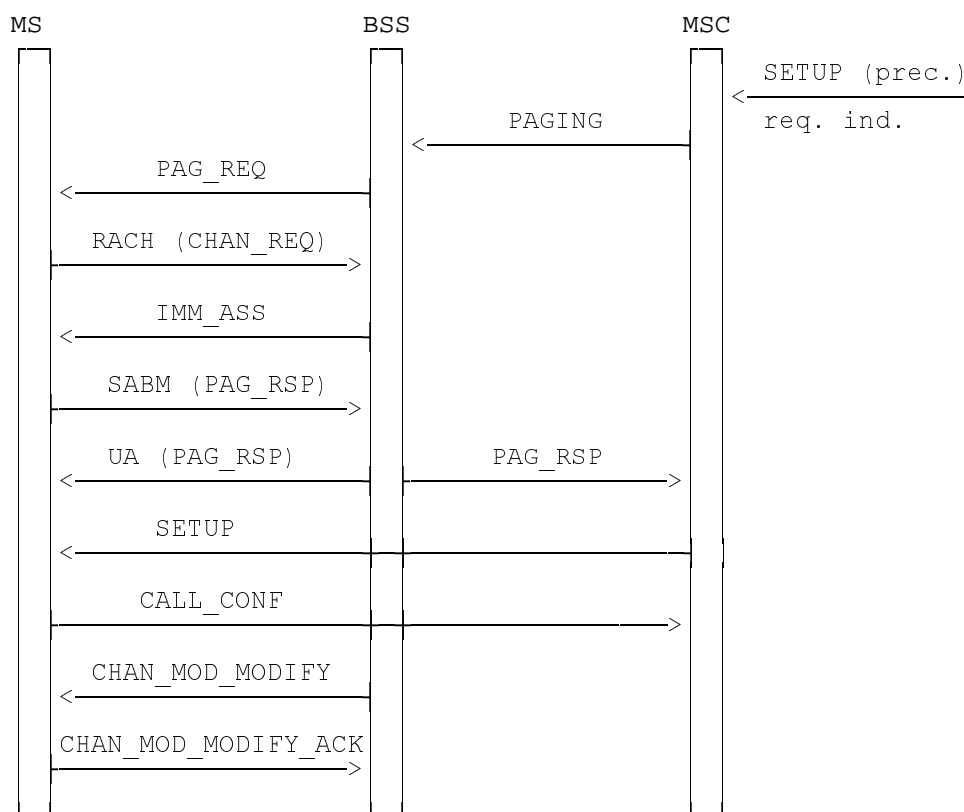 MS BSS MSC
SETUP (prec.)
req. ind.
PAGING
PAG_REQ
RACH (CHAN_REQ)
IMM_ASS
SABM (PAG_RSP)
UA (PAG_RSP) PAG_RSP
SETUP
CALL_CONF
CHAN_MOD_MODIFY
CHAN_MOD_MODIFY_ACK